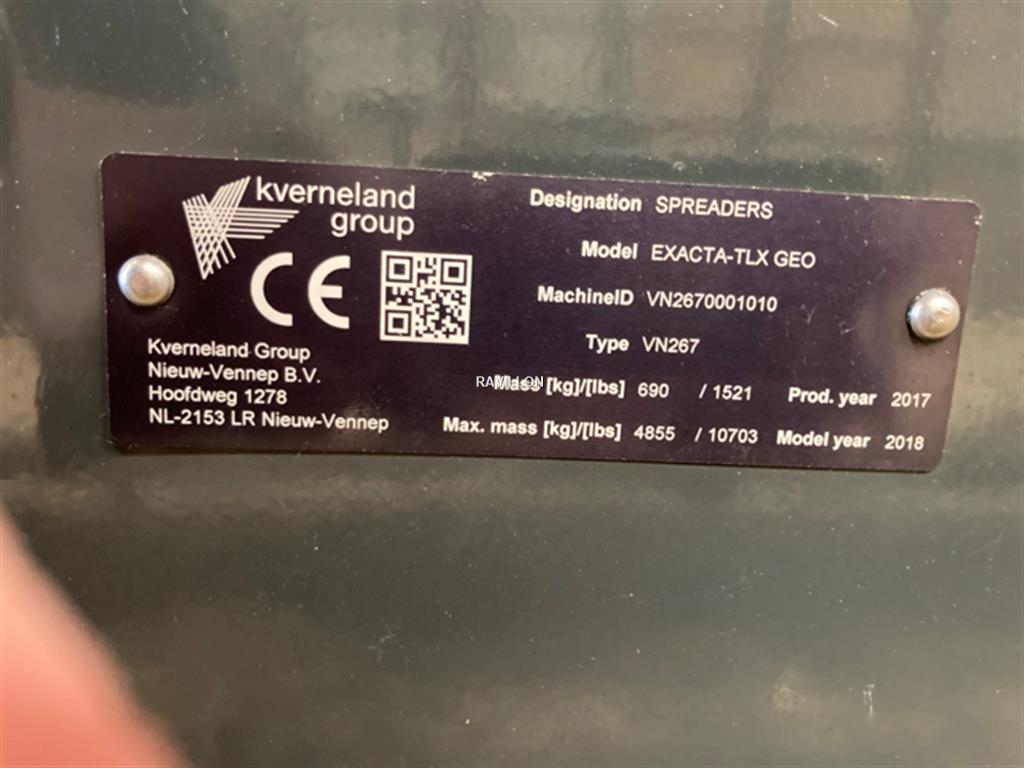 kverneland
group
CE
Kverneland Group
Nieuw-Vennep B.V.
Hoofdweg 1278
NL-2153 LR Nieuw-Vennep
Designation SPREADERS
Model EXACTA-TLX GEO
MachineID VN2670001010
Type VN267
Mass [kg]/[lbs] 690 / 1521 Prod. year 2017
Max. mass [kg]/[lbs] 4855 / 10703 Model year 2018